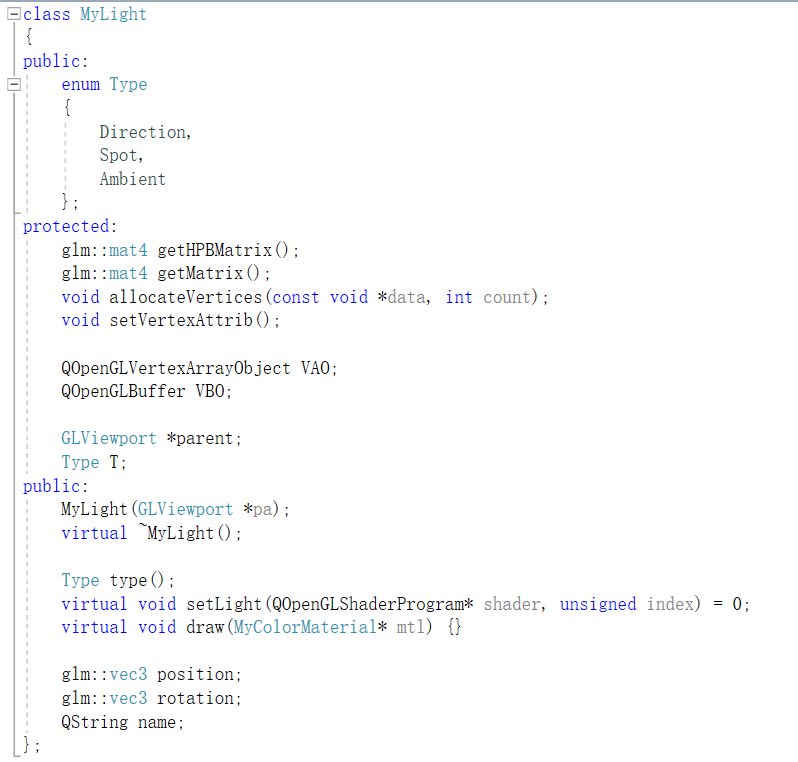 class MyLight
{
public:
    enum Type
    {
        Direction,
        Spot,
        Ambient
    };
protected:
    glm::mat4 getHPBMatrix();
    glm::mat4 getMatrix();
    void allocateVertices(const void *data, int count);
    void setVertexAttrib();

    QOpenGLVertexArrayObject VAO;
    QOpenGLBuffer VBO;

    GLViewport *parent;
    Type T;
public:
    MyLight(GLViewport *pa);
    virtual ~MyLight();

    Type type();
    virtual void setLight(QOpenGLShaderProgram* shader, unsigned index) = 0;
    virtual void draw(MyColorMaterial* mtl) {}

    glm::vec3 position;
    glm::vec3 rotation;
    QString name;
};